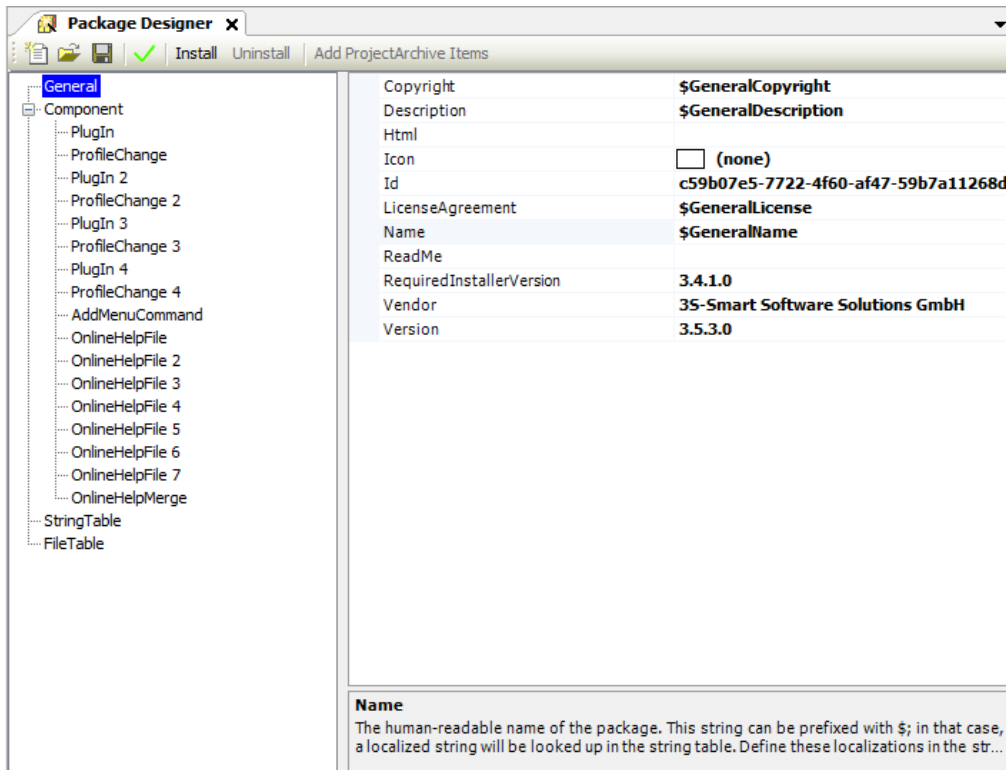 Package Designer
Install Uninstall Add ProjectArchive Items
General
Component
PlugIn
ProfileChange
PlugIn 2
ProfileChange 2
PlugIn 3
ProfileChange 3
PlugIn 4
ProfileChange 4
AddMenuCommand
OnlineHelpFile
OnlineHelpFile 2
OnlineHelpFile 3
OnlineHelpFile 4
OnlineHelpFile 5
OnlineHelpFile 6
OnlineHelpFile 7
OnlineHelpMerge
StringTable
FileTable
Copyright $GeneralCopyright
Description $GeneralDescription
Html
Icon (none)
Id c59b07e5-7722-4f60-af47-59b7a11268d
LicenseAgreement $GeneralLicense
Name $GeneralName
ReadMe
RequiredInstallerVersion 3.4.1.0
Vendor 3S-Smart Software Solutions GmbH
Version 3.5.3.0
Name
The human-readable name of the package. This string can be prefixed with $; in that case,
a localized string will be looked up in the string table. Define these localizations in the str...